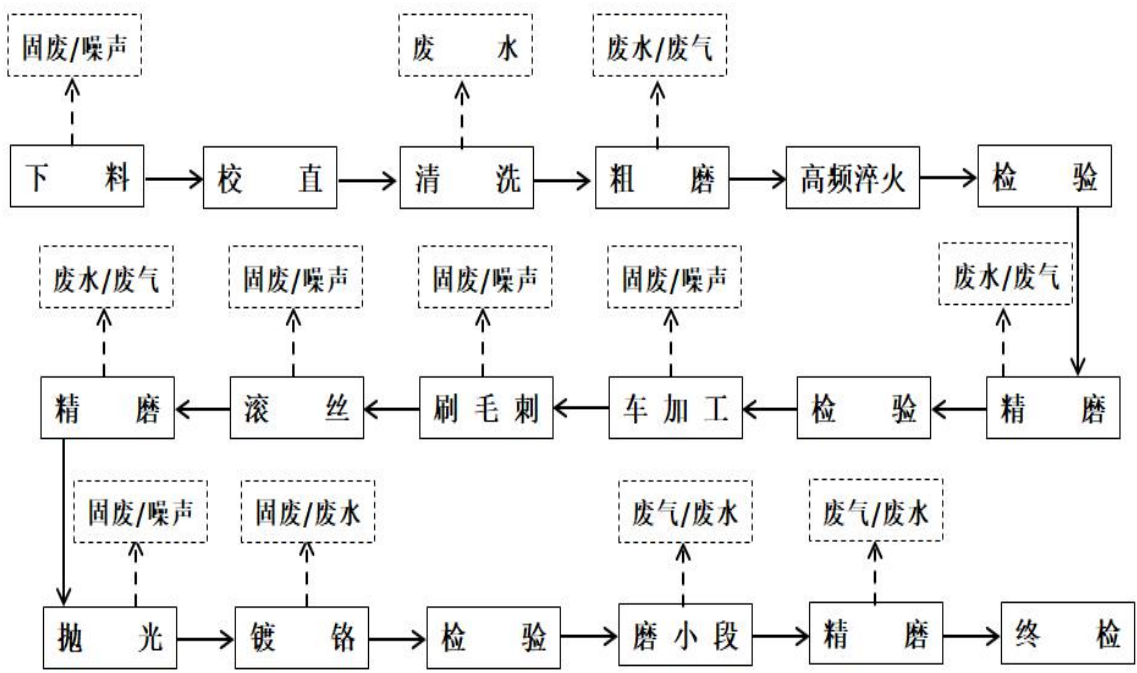 固废/噪声 废水 废水/废气
下料 校直 清洗 粗磨 高频淬火 检验
废水/废气 固废/噪声 固废/噪声 固废/噪声 废水/废气
精磨 滚丝 刷毛刺 车加工 检验 精磨
固废/噪声 固废/废水 废气/废水 废气/废水
抛光 镀铬 检验 磨小段 精磨 终检